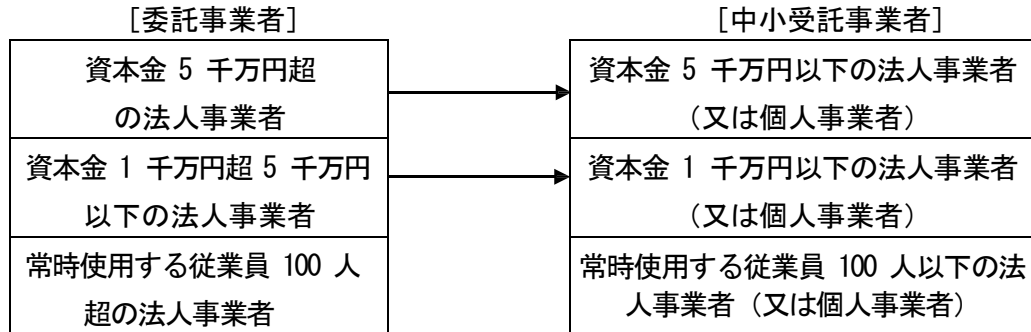 ［委託事業者］
［中小受託事業者］
資本金 5 千万円超
の法人事業者
資本金 5 千万円以下の法人事業者
（又は個人事業者）
資本金 1 千万円超 5 千万円
以下の法人事業者
資本金 1 千万円以下の法人事業者
（又は個人事業者）
常時使用する従業員 100 人
超の法人事業者
常時使用する従業員 100 人以下の法
人事業者（又は個人事業者）